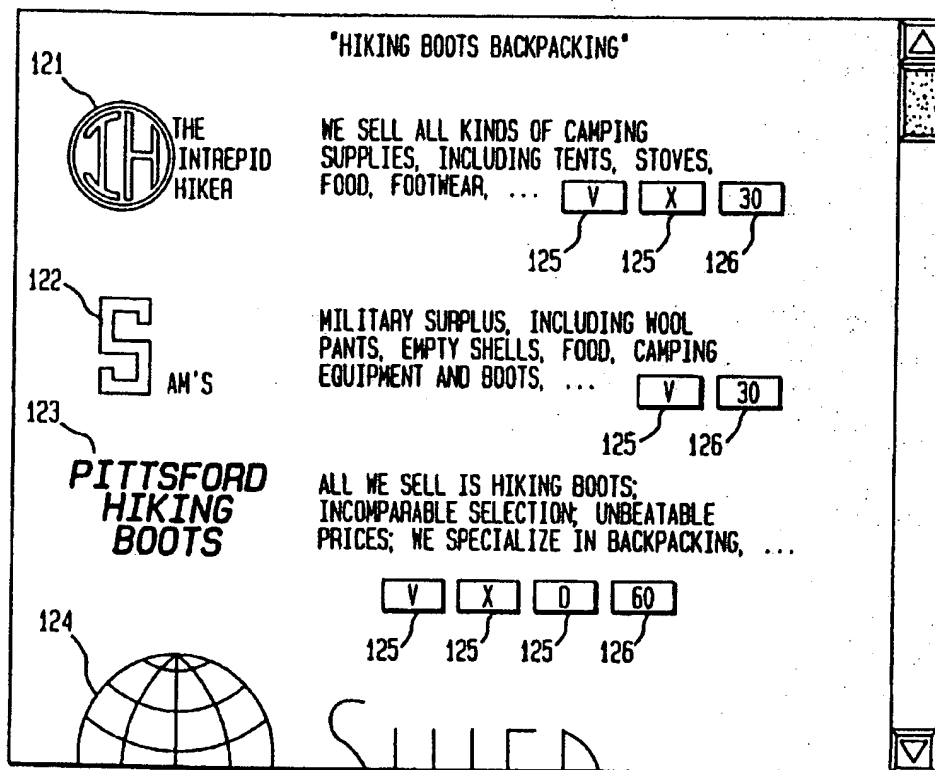 "HIKING BOOTS BACKPACKING"
121
IH
THE
INTREPID
HIKER
WE SELL ALL KINDS OF CAMPING
SUPPLIES, INCLUDING TENTS, STOVES,
FOOD, FOOTWEAR, ...
V X 30
125 125 126
122
S
AM'S
MILITARY SURPLUS, INCLUDING WOOL
PANTS, EMPTY SHELLS, FOOD, CAMPING
EQUIPMENT AND BOOTS, ...
V 30
125 126
123
PITTSFORD
HIKING
BOOTS
ALL WE SELL IS HIKING BOOTS;
INCOMPARABLE SELECTION; UNBEATABLE
PRICES; WE SPECIALIZE IN BACKPACKING, ...
V X D 60
125 125 125 126
124